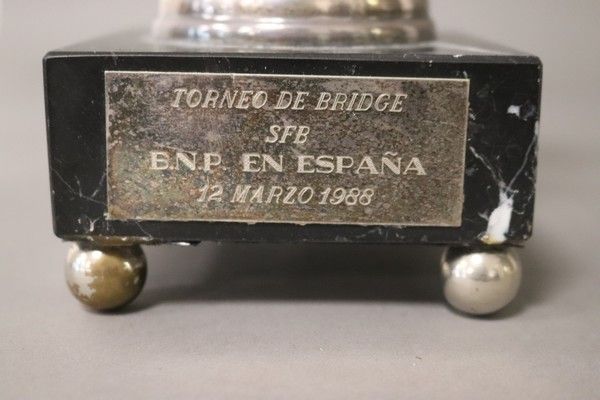 TORNEO DE BRIDGE
SFB
B.N.P. EN ESPAÑA
12 MARZO 1988